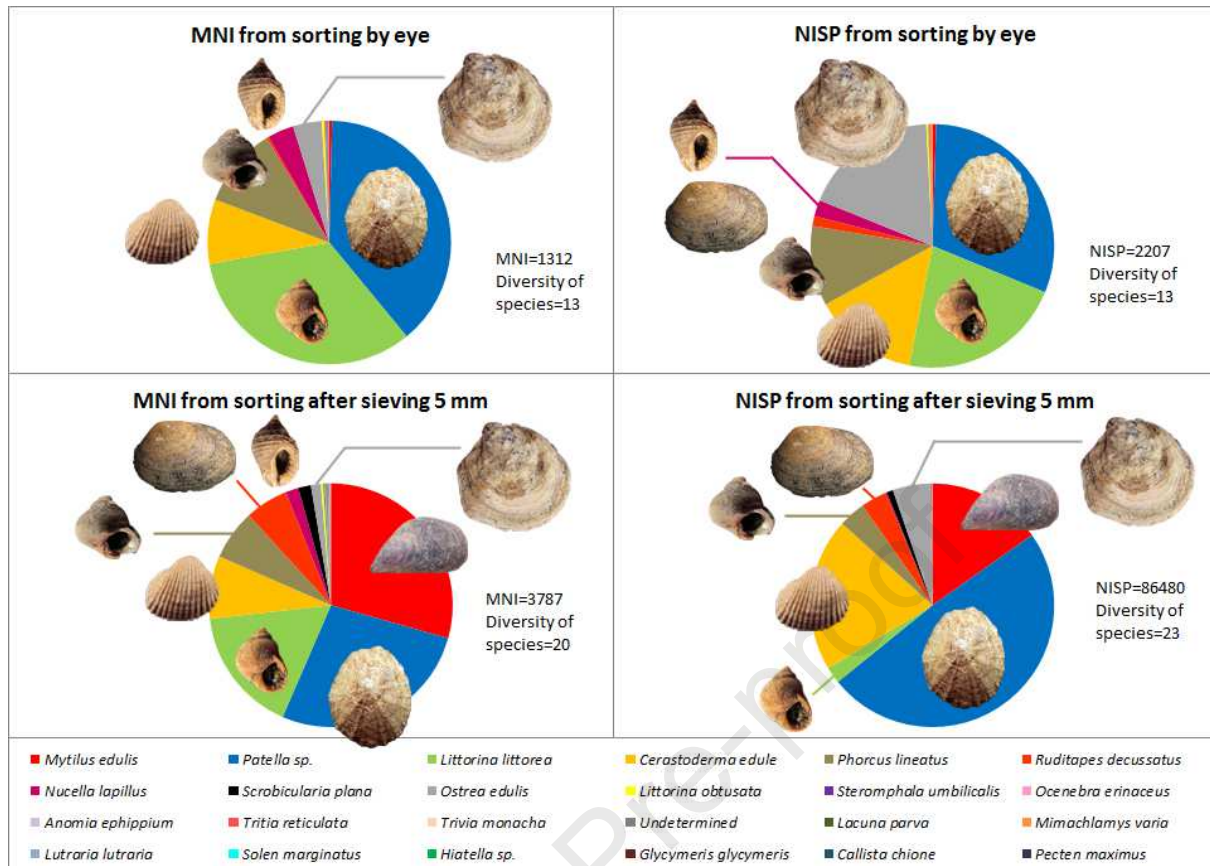 MNI from sorting by eye
MNI=1312
Diversity of
species=13
NISP from sorting by eye
NISP=2207
Diversity of
species=13
MNI from sorting after sieving 5 mm
MNI=3787
Diversity of
species=20
NISP from sorting after sieving 5 mm
NISP=86480
Diversity of
species=23
Mytilus edulis Patella sp. Littorina littorea Cerastoderma edule Phorcus lineatus Ruditapes decussatus
Nucella lapillus Scrobicularia plana Ostrea edulis Littorina obtusata Steromphala umbilicalis Ocenebra erinaceus
Anomia ephippium Tritia reticulata Trivia monacha Undetermined Lacuna parva Mimachlamys varia
Lutraria lutraria Solen marginatus Hiatella sp. Glycymeris glycymeris Callista chione Pecten maximus
Pre-proof